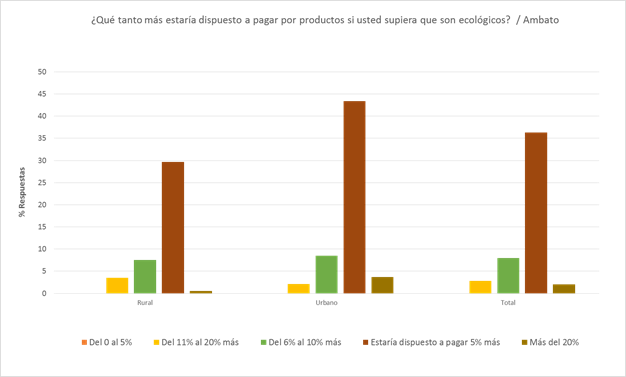 ¿Qué tanto más estaría dispuesto a pagar por productos si usted supiera que son ecológicos? / Ambato
50
45
40
35
30
25
20
15
10
5
0
% Respuestas
Rural
Urbano
Total
Del 0 al 5%
Del 11% al 20% más
Del 6% al 10% más
Estaría dispuesto a pagar 5% más
Más del 20%